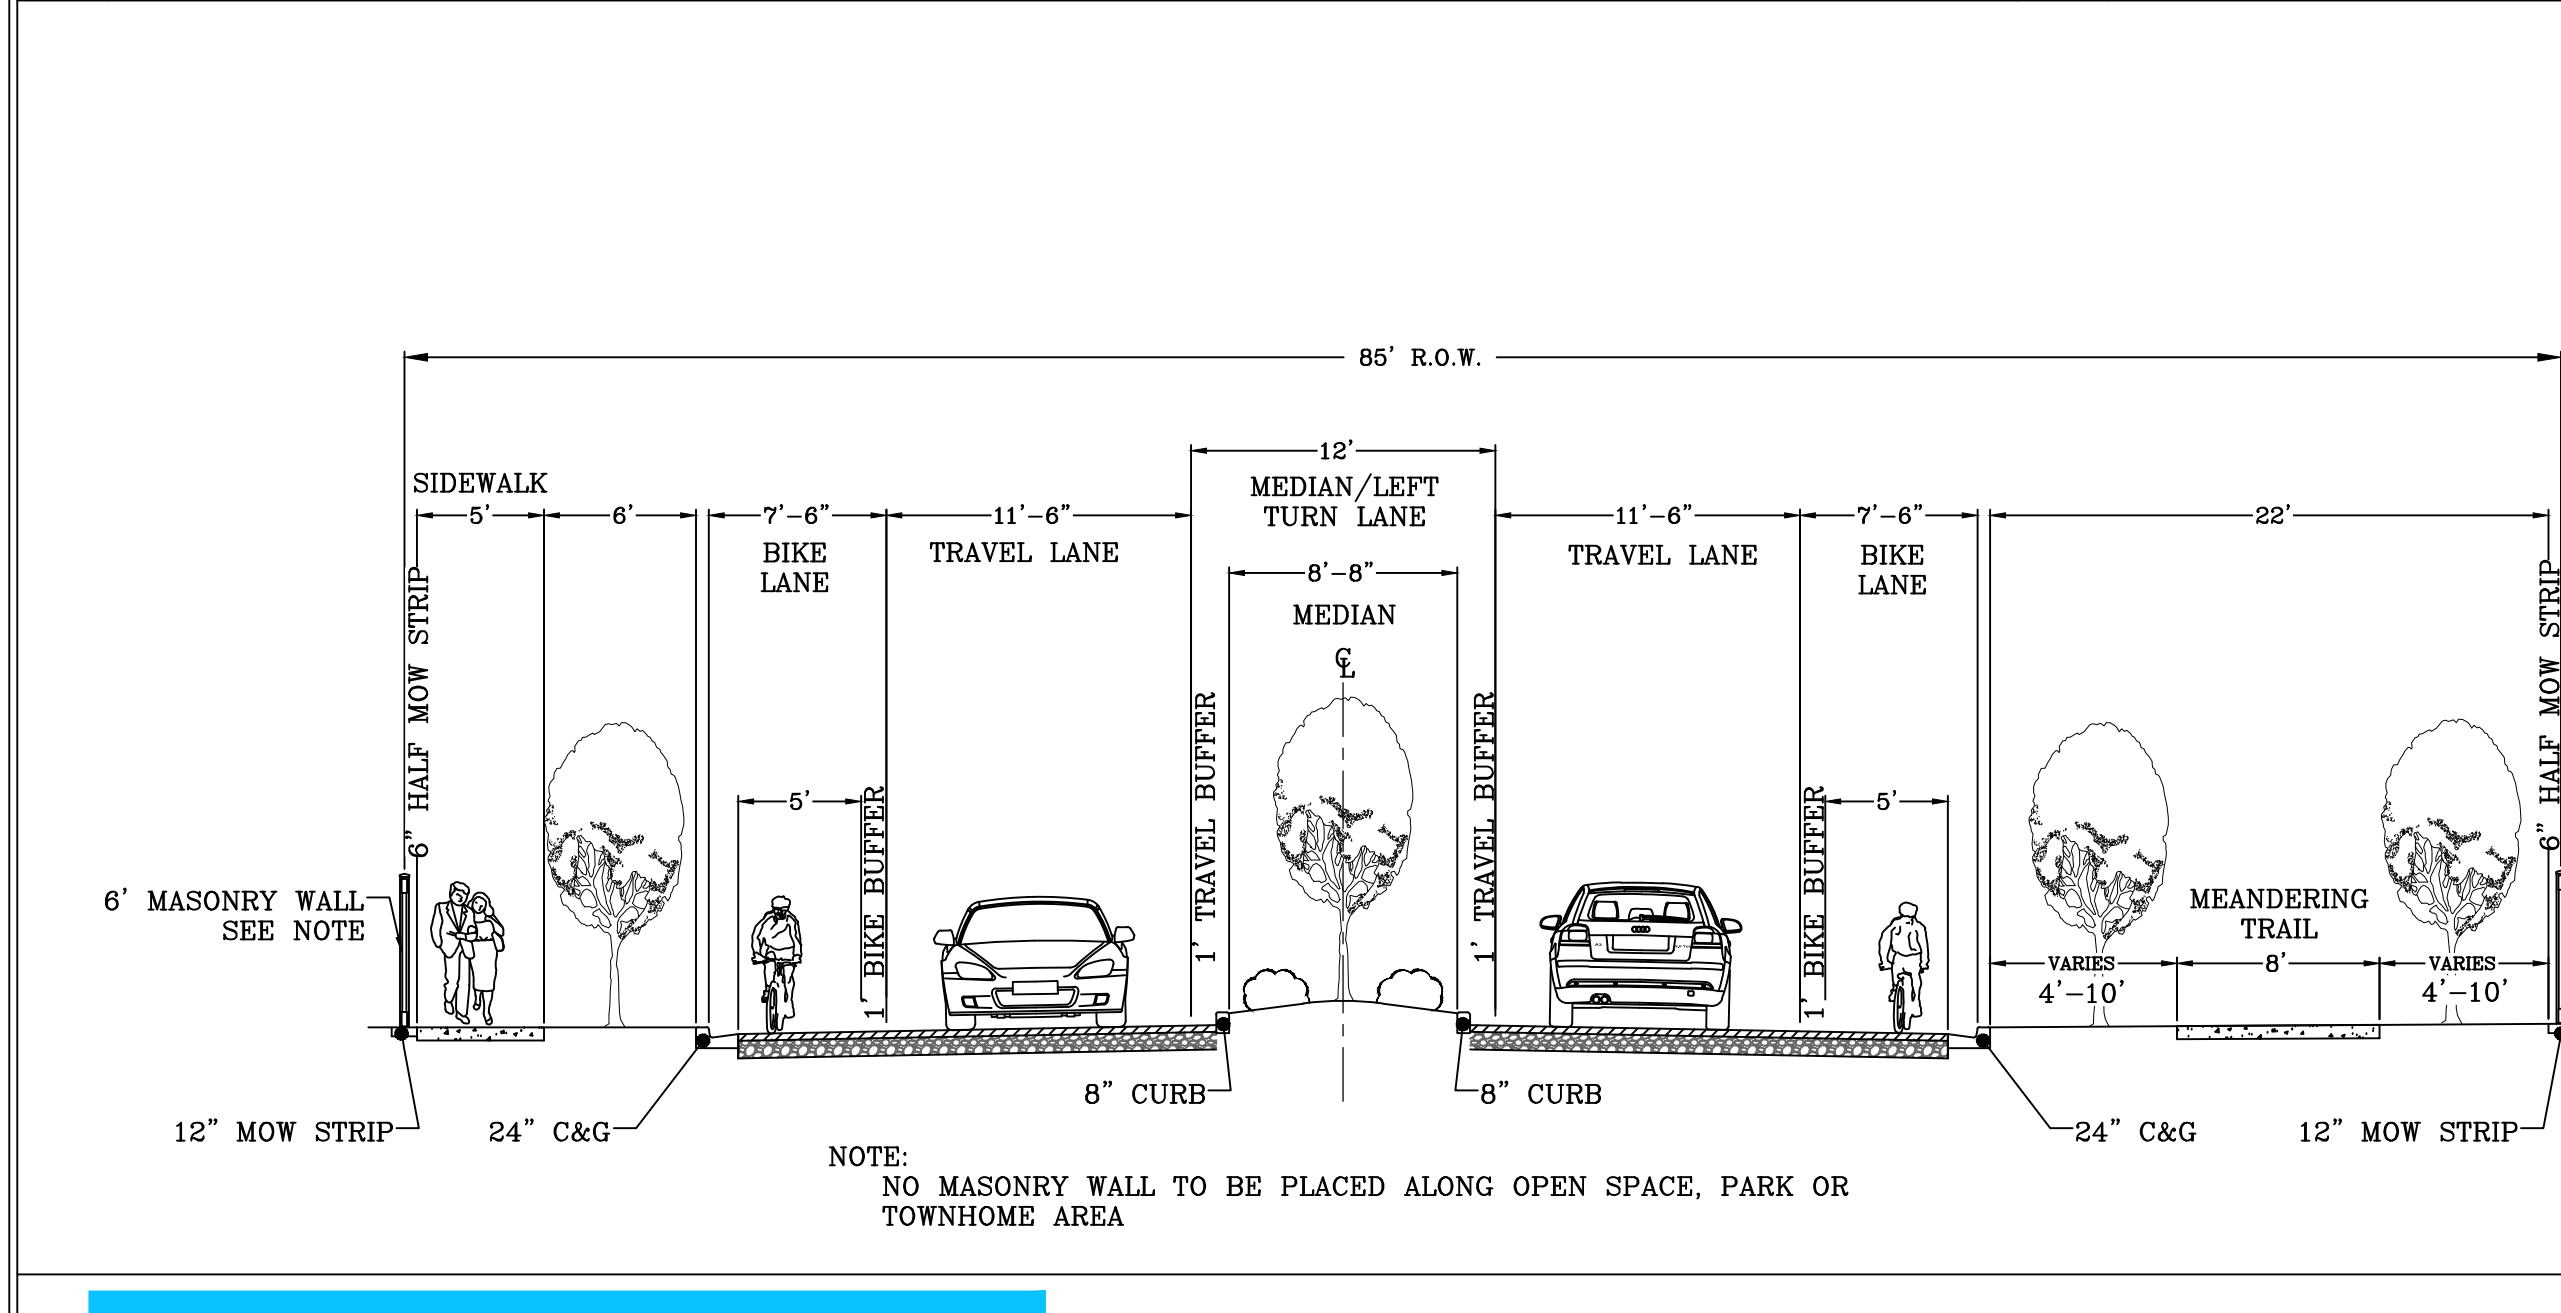 85' R.O.W.
12'
SIDEWALK
MEDIAN/LEFT
TURN LANE
5'
6'
7'-6"
11'-6"
11'-6"
7'-6"
22'
BIKE
LANE
TRAVEL LANE
TRAVEL LANE
BIKE
LANE
8'-8"
MEDIAN
CL
6" HALF MOW STRIP
1' BIKE BUFFER
1' TRAVEL BUFFER
1' TRAVEL BUFFER
1' BIKE BUFFER
6" HALF MOW STRIP
5'
5'
6' MASONRY WALL
SEE NOTE
MEANDERING
TRAIL
VARIES
4'-10'
8'
VARIES
4'-10'
8" CURB
8" CURB
12" MOW STRIP
24" C&G
24" C&G
12" MOW STRIP
NOTE:
NO MASONRY WALL TO BE PLACED ALONG OPEN SPACE, PARK OR
TOWNHOME AREA